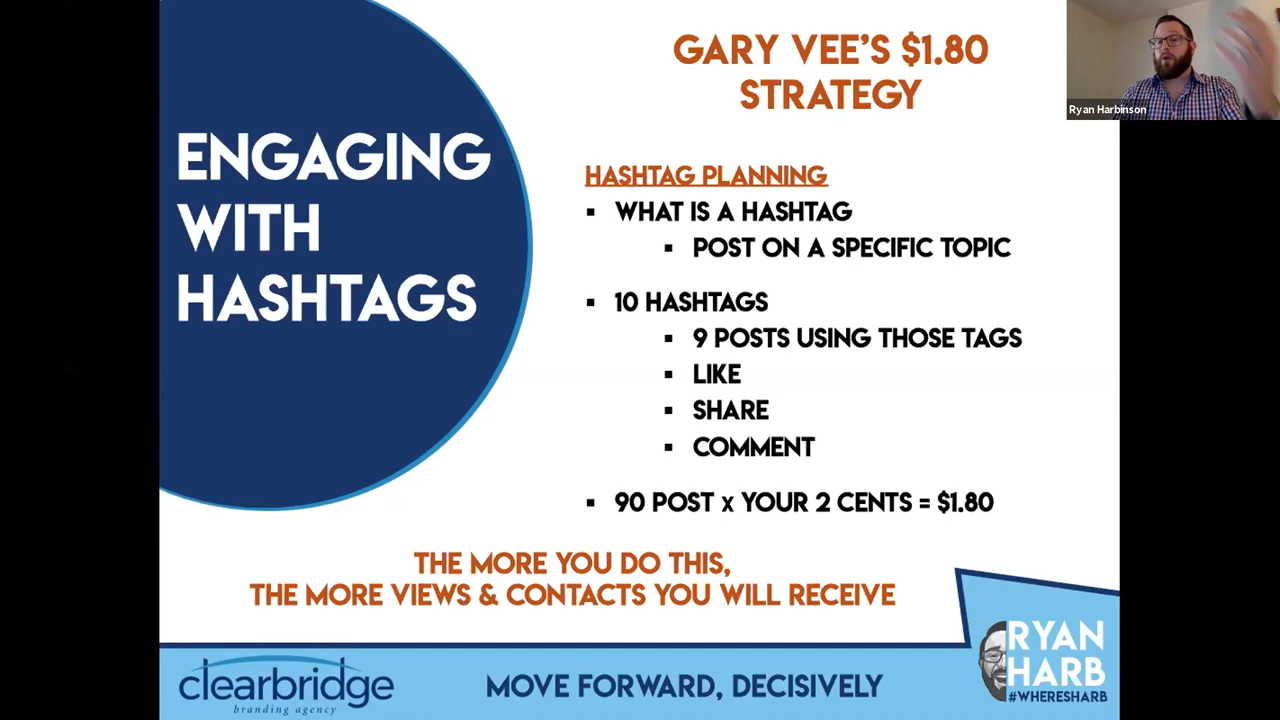 GARY VEE'S $1.80
STRATEGY
Ryan Harbinson
ENGAGING
WITH
HASHTAGS
HASHTAG PLANNING
▪ WHAT IS A HASHTAG
▪ POST ON A SPECIFIC TOPIC
▪ 10 HASHTAGS
▪ 9 POSTS USING THOSE TAGS
▪ LIKE
▪ SHARE
▪ COMMENT
▪ 90 POST X YOUR 2 CENTS = $1.80
THE MORE YOU DO THIS,
THE MORE VIEWS & CONTACTS YOU WILL RECEIVE
clearbridge
branding agency
MOVE FORWARD, DECISIVELY
RYAN
HARB
#WHERESHARB